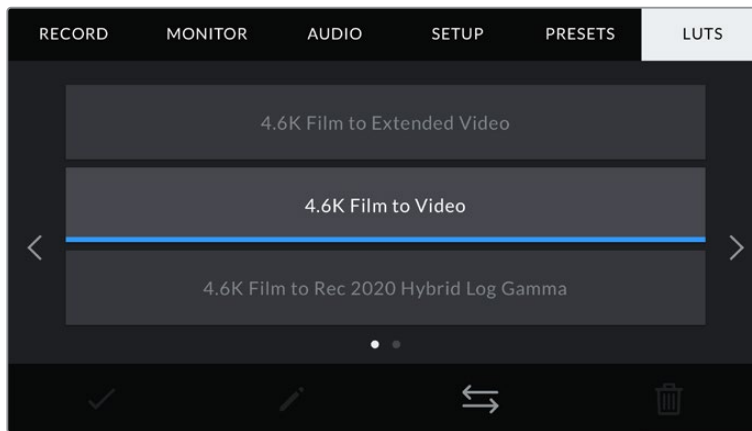 RECORD MONITOR AUDIO SETUP PRESETS LUTS
4.6K Film to Extended Video
4.6K Film to Video
4.6K Film to Rec 2020 Hybrid Log Gamma